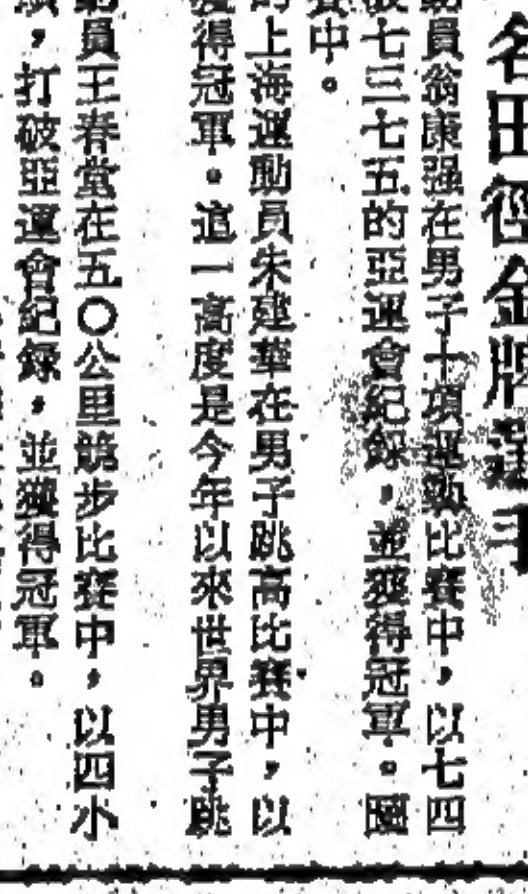 名田徑金牌選手
動員翁康强在男子十項運動比賽中，以七四
破七三七五的亞運會紀錄，並獲得冠軍。圖
賽中。
的上海運動員朱建華在男子跳高比賽中，以
獲得冠軍。這一高度是今年以來世界男子跳
動員王春堂在五〇公里競步比賽中，以四小
績，打破亞運會紀錄，並獲得冠軍。